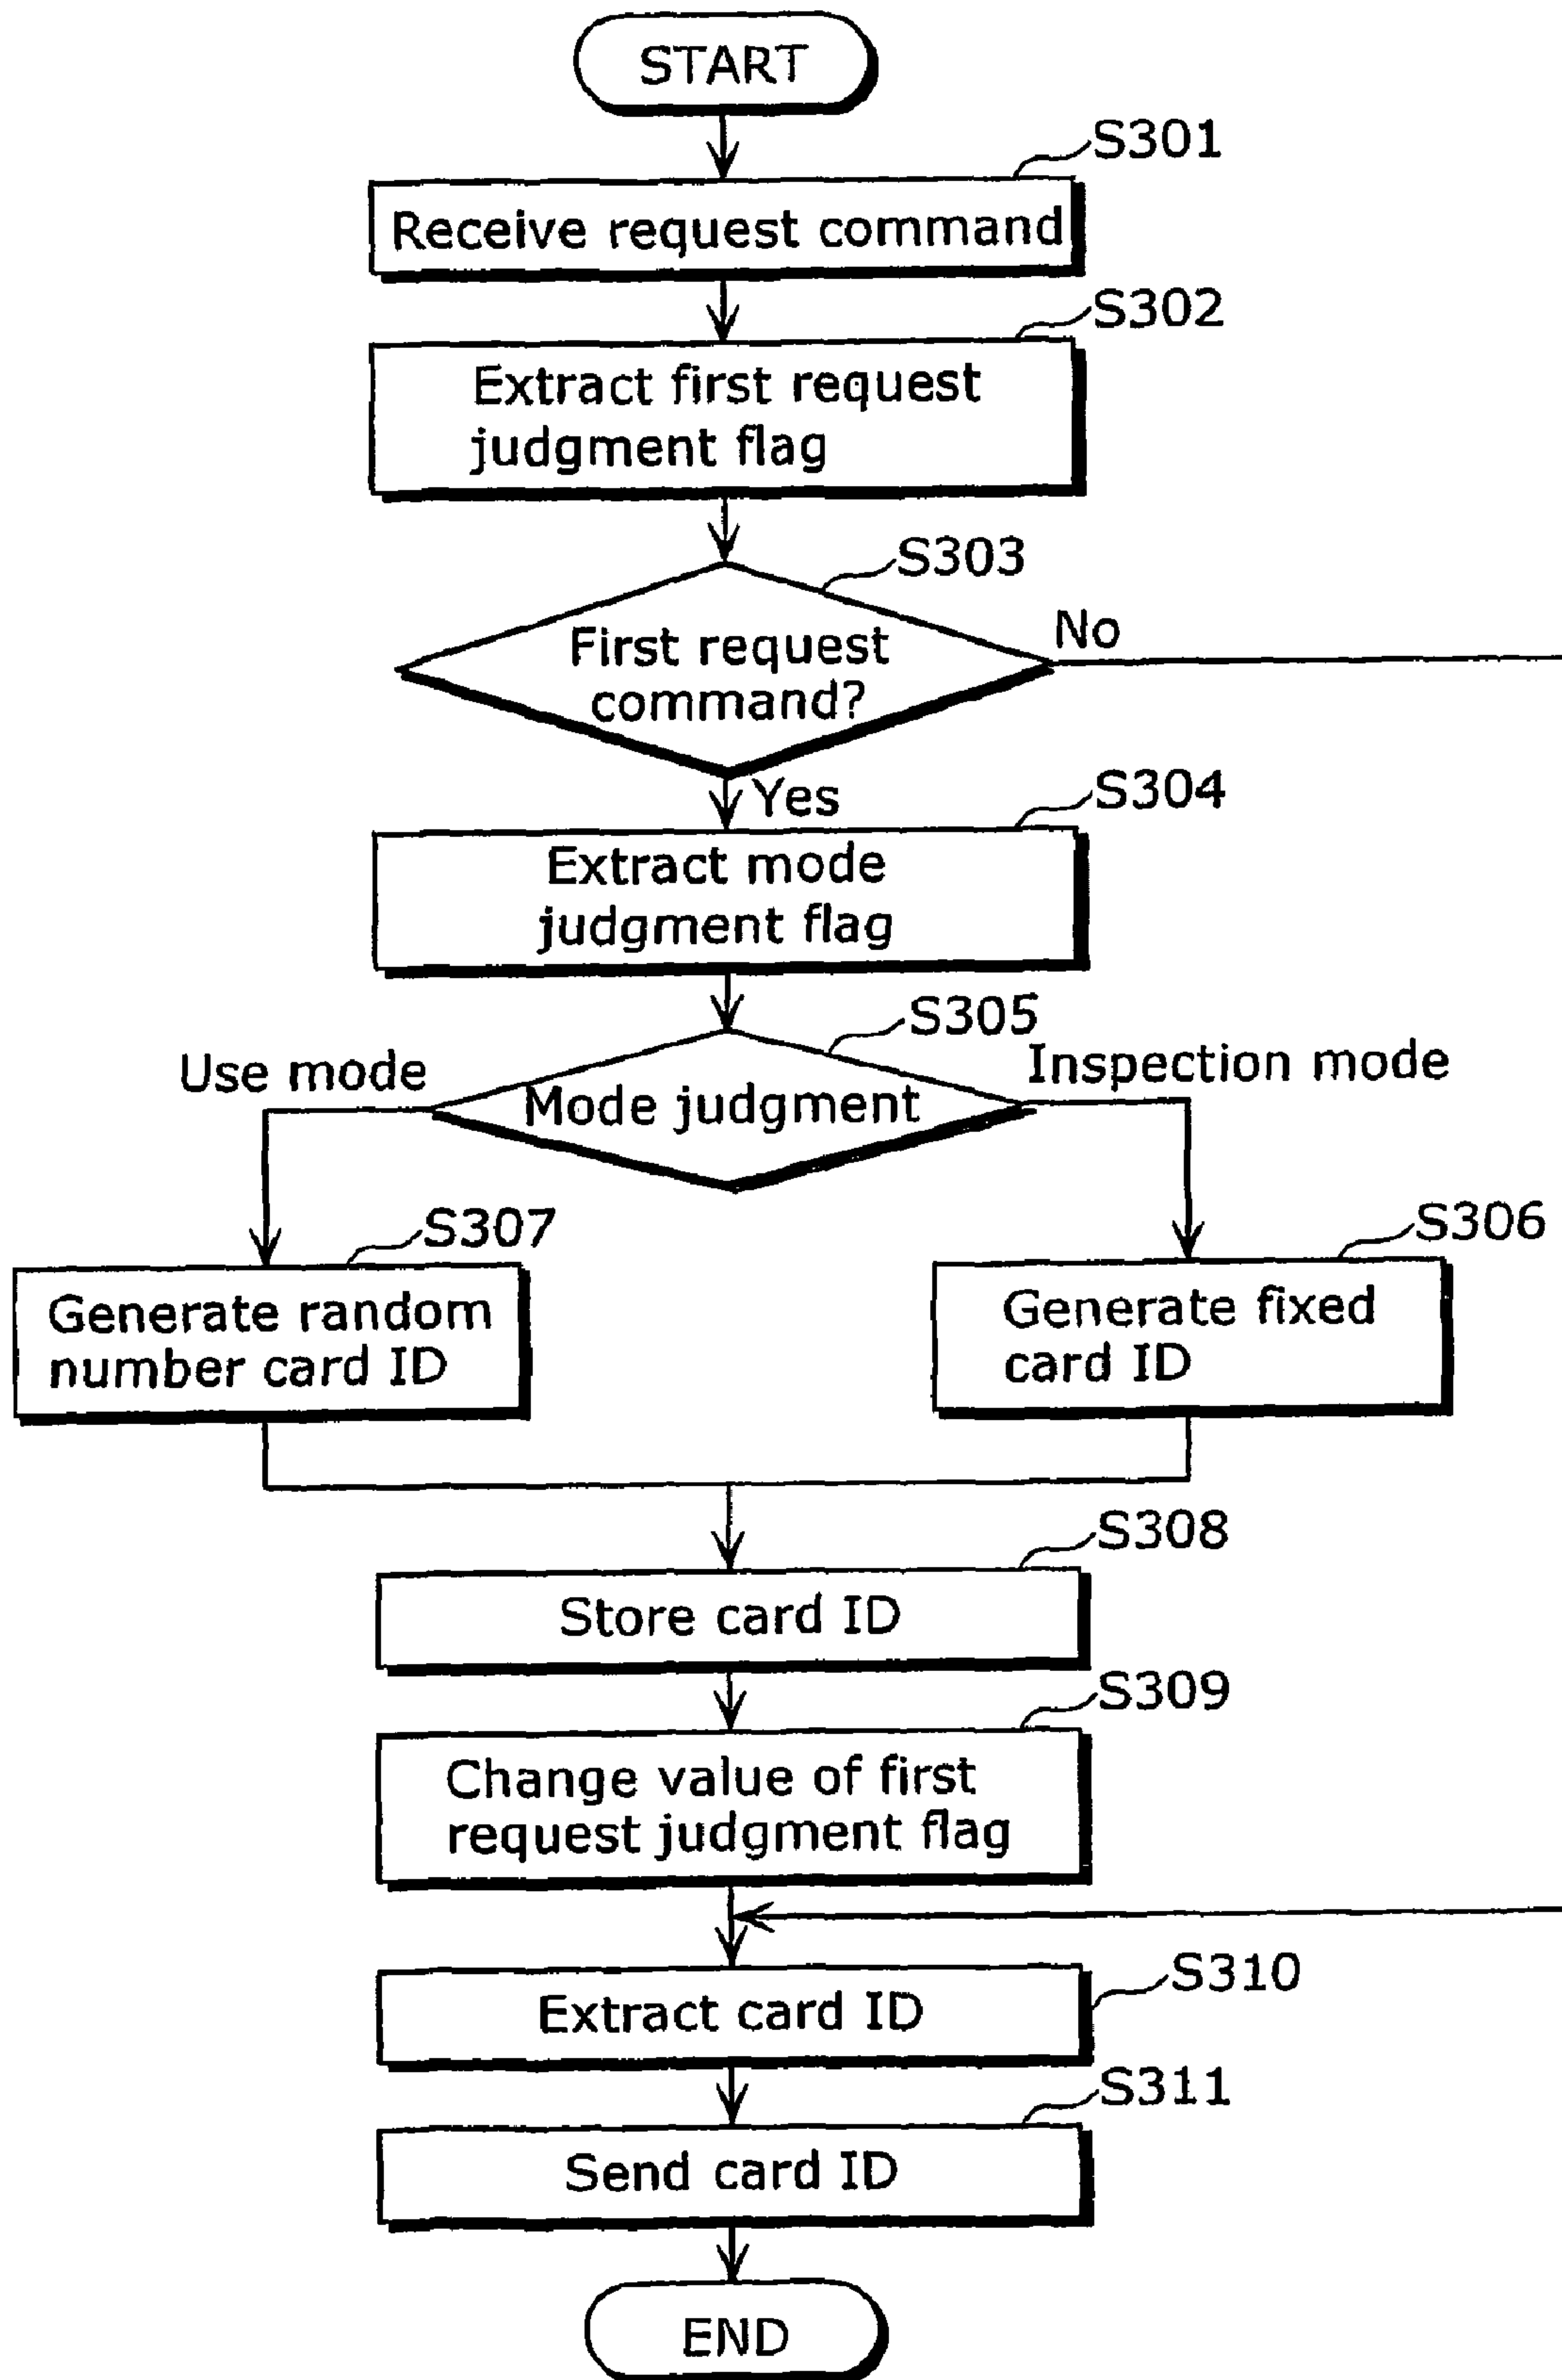 START
S301
Receive request command
S302
Extract first request
judgment flag
S303
First request
command?
No
Yes
S304
Extract mode
judgment flag
S305
Use mode
Mode judgment
Inspection mode
S307
Generate random
number card ID
S306
Generate fixed
card ID
S308
Store card ID
S309
Change value of first
request judgment flag
S310
Extract card ID
S311
Send card ID
END